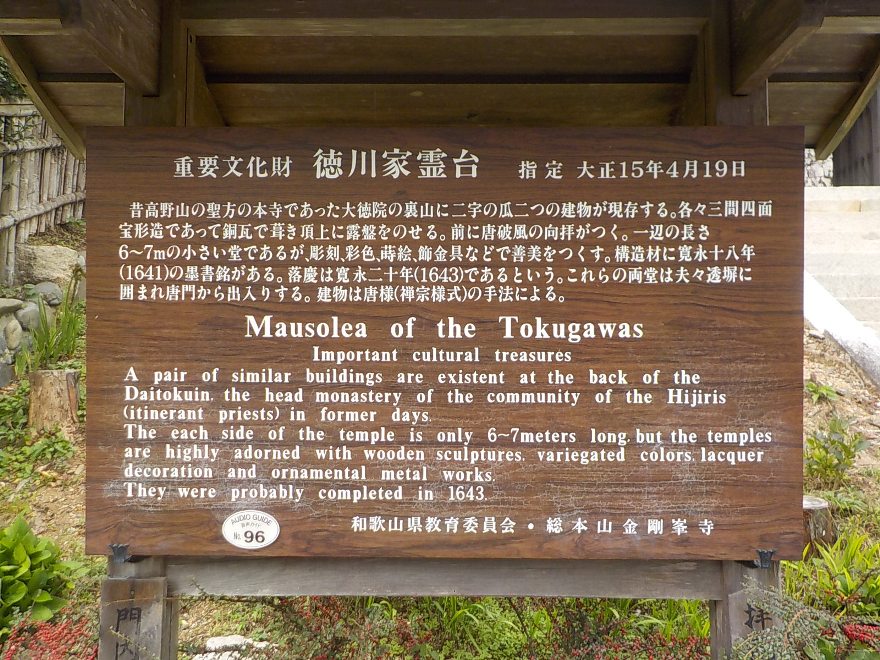 重要文化財 徳川家霊台 指定 大正15年4月19日
昔高野山の聖方の本寺であった大徳院の裏山に二字の瓜二つの建物が現存する。各々三間四面
宝形造であって銅瓦で葺き頂上に露盤をのせる。前に唐破風の向拝がつく。一辺の長さ
6〜7mの小さい堂であるが、彫刻、彩色、蒔絵、飾金具などで善美をつくす。構造材に寛永十八年
(1641)の墨書銘がある。落慶は寛永二十年(1643)であるという。これらの両堂は夫々透塀に
囲まれ唐門から出入りする。建物は唐様(禅宗様式)の手法による。
Mausolea of the Tokugawas
Important cultural treasures
A pair of similar buildings are existent at the back of the
Daitokuin. the head monastery of the community of the Hijiris
(itinerant priests) in former days.
The each side of the temple is only 6~7meters long. but the temples
are highly adorned with wooden sculptures. variegated colors. lacquer
decoration and ornamental metal works.
They were probably completed in 1643.
AUDIO GUIDE
音声ガイド
No. 96
和歌山県教育委員会・総本山金剛峯寺
門
拝